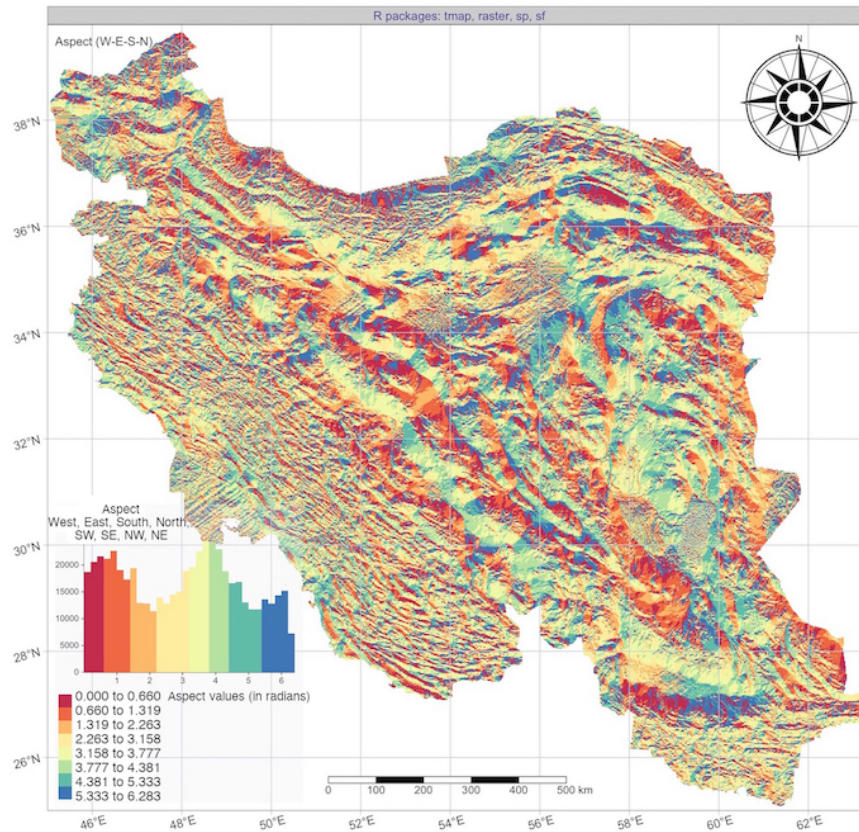 R packages: tmap, raster, sp, sf
Aspect (W-E-S-N)
N
38°N
36°N
34°N
32°N
30°N
28°N
26°N
Aspect
West, East, South, North,
SW, SE, NW, NE
20000
15000
10000
5000
0
1 2 3 4 5 6
Aspect values (in radians)
0.000 to 0.660
0.660 to 1.319
1.319 to 2.263
2.263 to 3.158
3.158 to 3.777
3.777 to 4.381
4.381 to 5.333
5.333 to 6.283
0 100 200 300 400 500 km
46°E 48°E 50°E 52°E 54°E 56°E 58°E 60°E 62°E